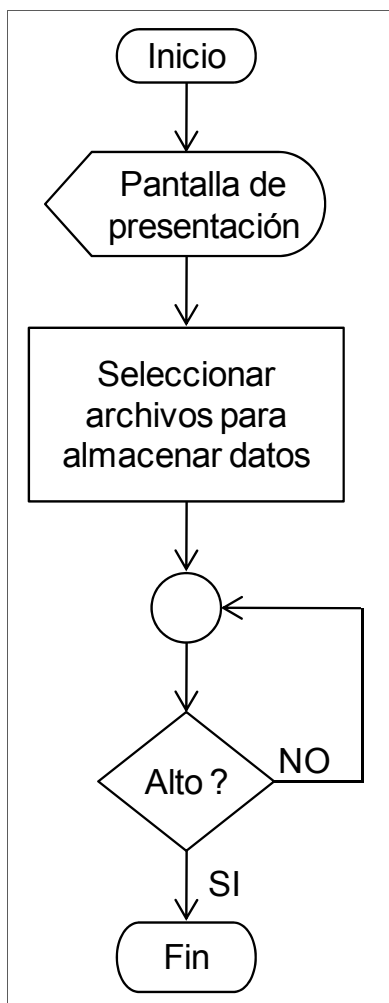 Inicio
Pantalla de
presentación
Seleccionar
archivos para
almacenar datos
Alto ?
NO
SI
Fin